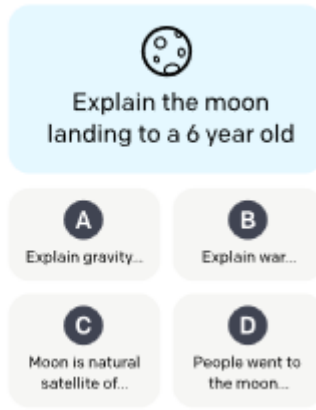 Explain the moon
landing to a 6 year old
A
Explain gravity...
B
Explain war...
C
Moon is natural
satellite of...
D
People went to
the moon...